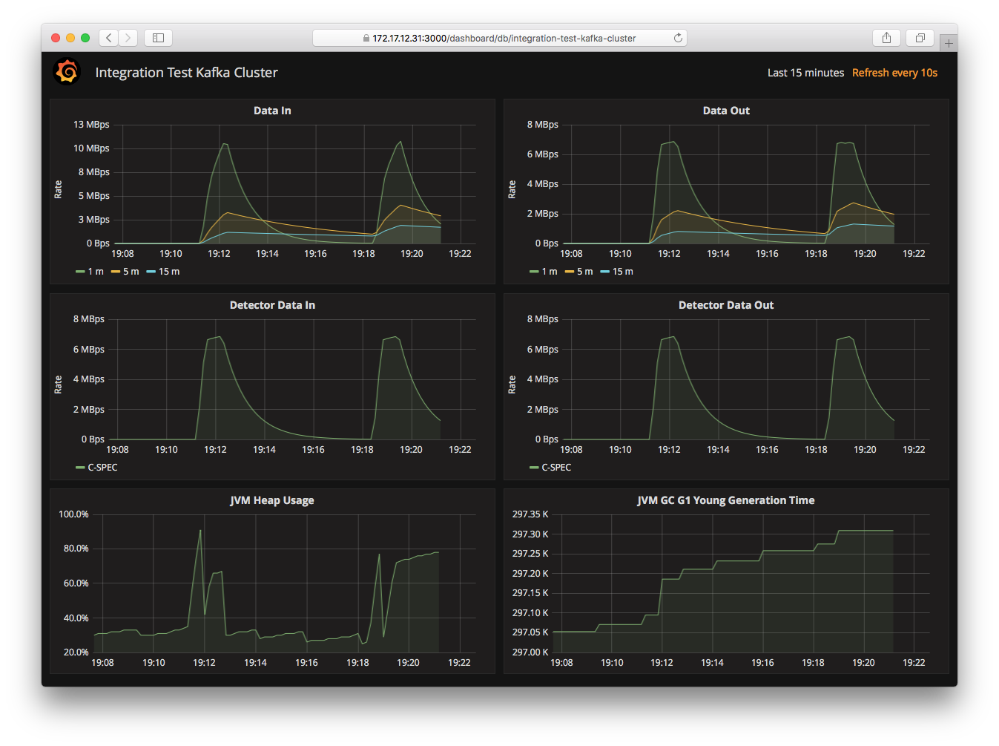 172.17.12.31:3000/dashboard/db/integration-test-kafka-cluster
Integration Test Kafka Cluster
Last 15 minutes Refresh every 10s
Data In
13 MBps
10 MBps
8 MBps
5 MBps
3 MBps
0 Bps
Rate
19:08 19:10 19:12 19:14 19:16 19:18 19:20 19:22
1 m 5 m 15 m
Data Out
8 MBps
6 MBps
4 MBps
2 MBps
0 Bps
Rate
19:08 19:10 19:12 19:14 19:16 19:18 19:20 19:22
1 m 5 m 15 m
Detector Data In
8 MBps
6 MBps
4 MBps
2 MBps
0 Bps
Rate
19:08 19:10 19:12 19:14 19:16 19:18 19:20 19:22
C-SPEC
Detector Data Out
8 MBps
6 MBps
4 MBps
2 MBps
0 Bps
Rate
19:08 19:10 19:12 19:14 19:16 19:18 19:20 19:22
C-SPEC
JVM Heap Usage
100.0%
80.0%
60.0%
40.0%
20.0%
19:08 19:10 19:12 19:14 19:16 19:18 19:20 19:22
JVM GC G1 Young Generation Time
297.35 K
297.30 K
297.25 K
297.20 K
297.15 K
297.10 K
297.05 K
297.00 K
19:08 19:10 19:12 19:14 19:16 19:18 19:20 19:22